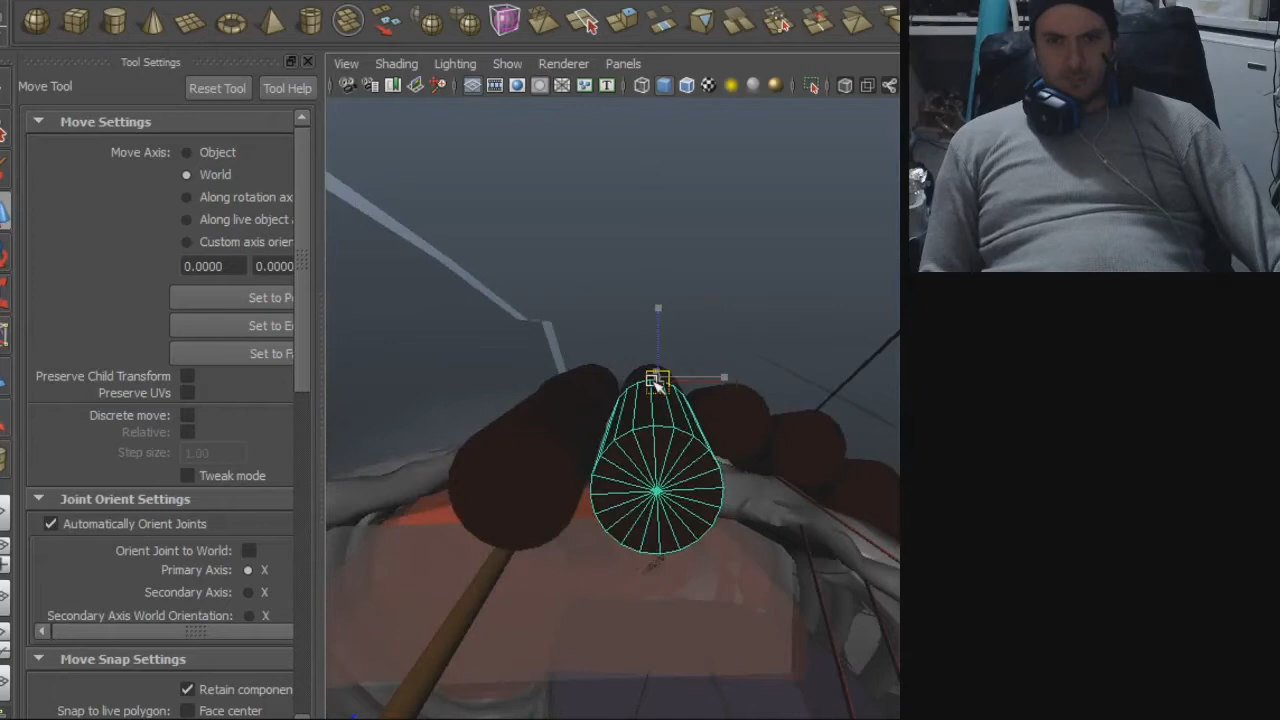 Tool Settings
View Shading Lighting Show Renderer Panels
Move Tool Reset Tool Tool Help
Move Settings
Move Axis: Object
World
Along rotation ax
Along live object
Custom axis orien
0.0000 0.0000
Set to P
Set to E
Set to F
Preserve Child Transform
Preserve UVs
Discrete move:
Relative:
Step size: 1.00
Tweak mode
Joint Orient Settings
Automatically Orient Joints
Orient Joint to World:
Primary Axis: X
Secondary Axis: X
Secondary Axis World Orientation: X
Move Snap Settings
Retain componen
Snap to live polygon: Face center